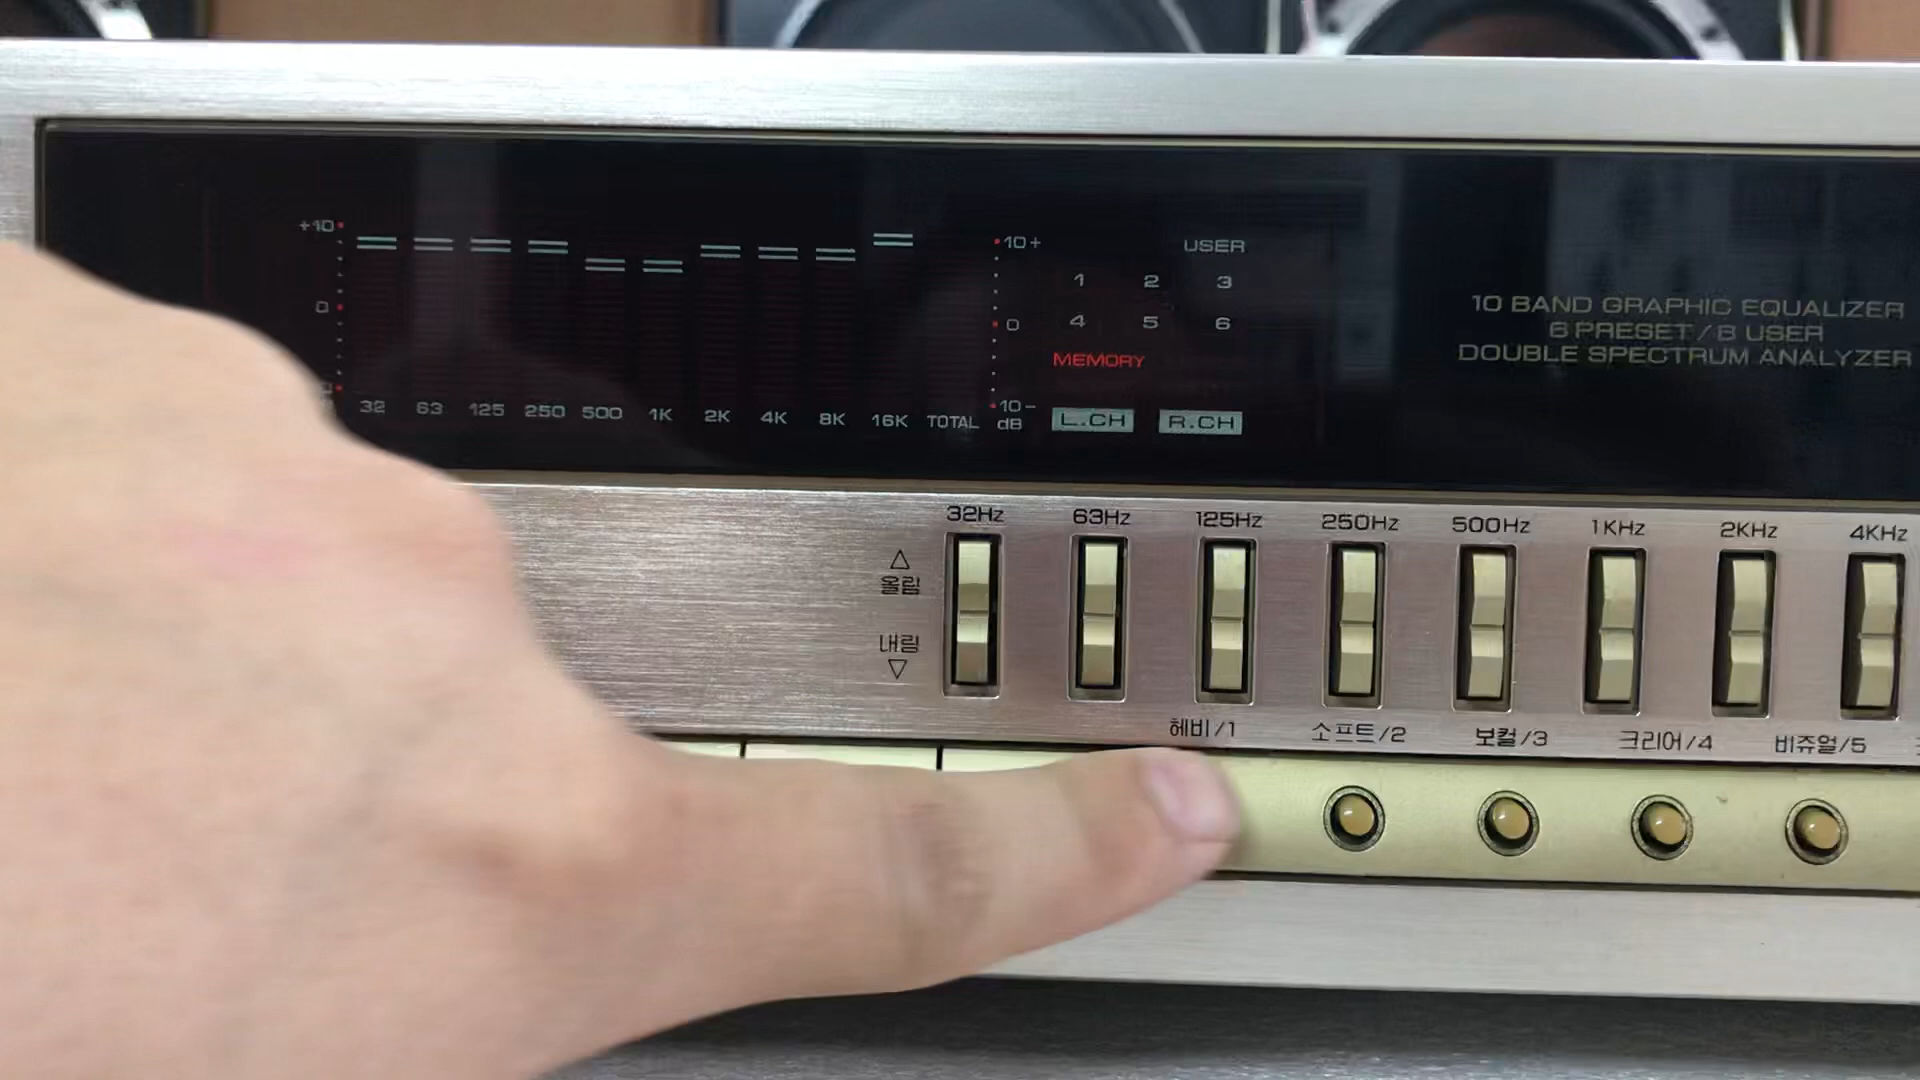 +10
0
32 63 125 250 500 1K 2K 4K 8K 16K TOTAL
10+
0
10-
dB
USER
1 2 3
4 5 6
MEMORY
L.CH R.CH
10 BAND GRAPHIC EQUALIZER
6 PRESET / 6 USER
DOUBLE SPECTRUM ANALYZER
32Hz 63Hz 125Hz 250Hz 500Hz 1KHz 2KHz 4KHz
△
올림
내림
▽
헤비/1 소프트/2 보컬/3 크리어/4 비쥬얼/5